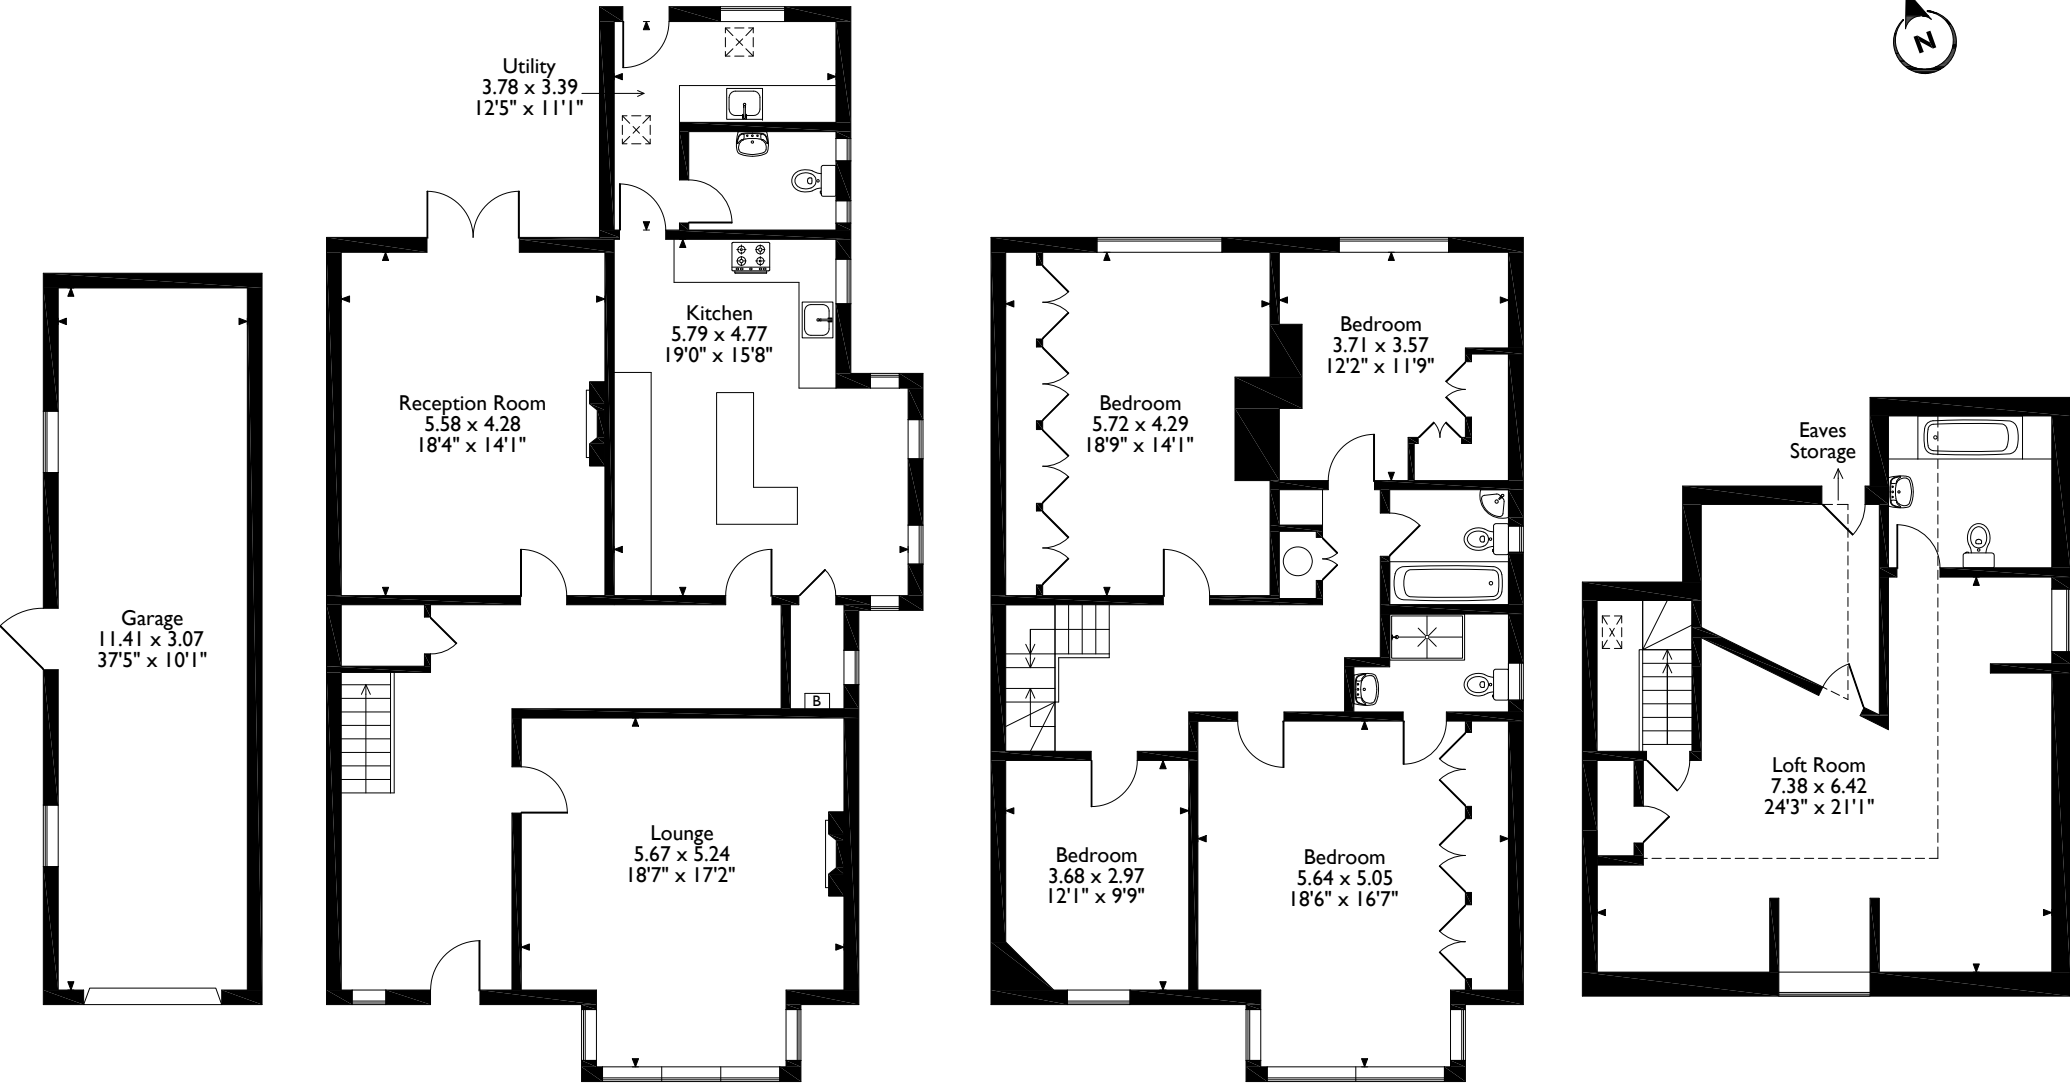 N
Utility
3.78 x 3.39
12'5" x 11'1"
Kitchen
5.79 x 4.77
19'0" x 15'8"
Reception Room
5.58 x 4.28
18'4" x 14'1"
Garage
11.41 x 3.07
37'5" x 10'1"
B
Lounge
5.67 x 5.24
18'7" x 17'2"
Bedroom
3.71 x 3.57
12'2" x 11'9"
Bedroom
5.72 x 4.29
18'9" x 14'1"
Bedroom
3.68 x 2.97
12'1" x 9'9"
Bedroom
5.64 x 5.05
18'6" x 16'7"
Eaves
Storage
Loft Room
7.38 x 6.42
24'3" x 21'1"